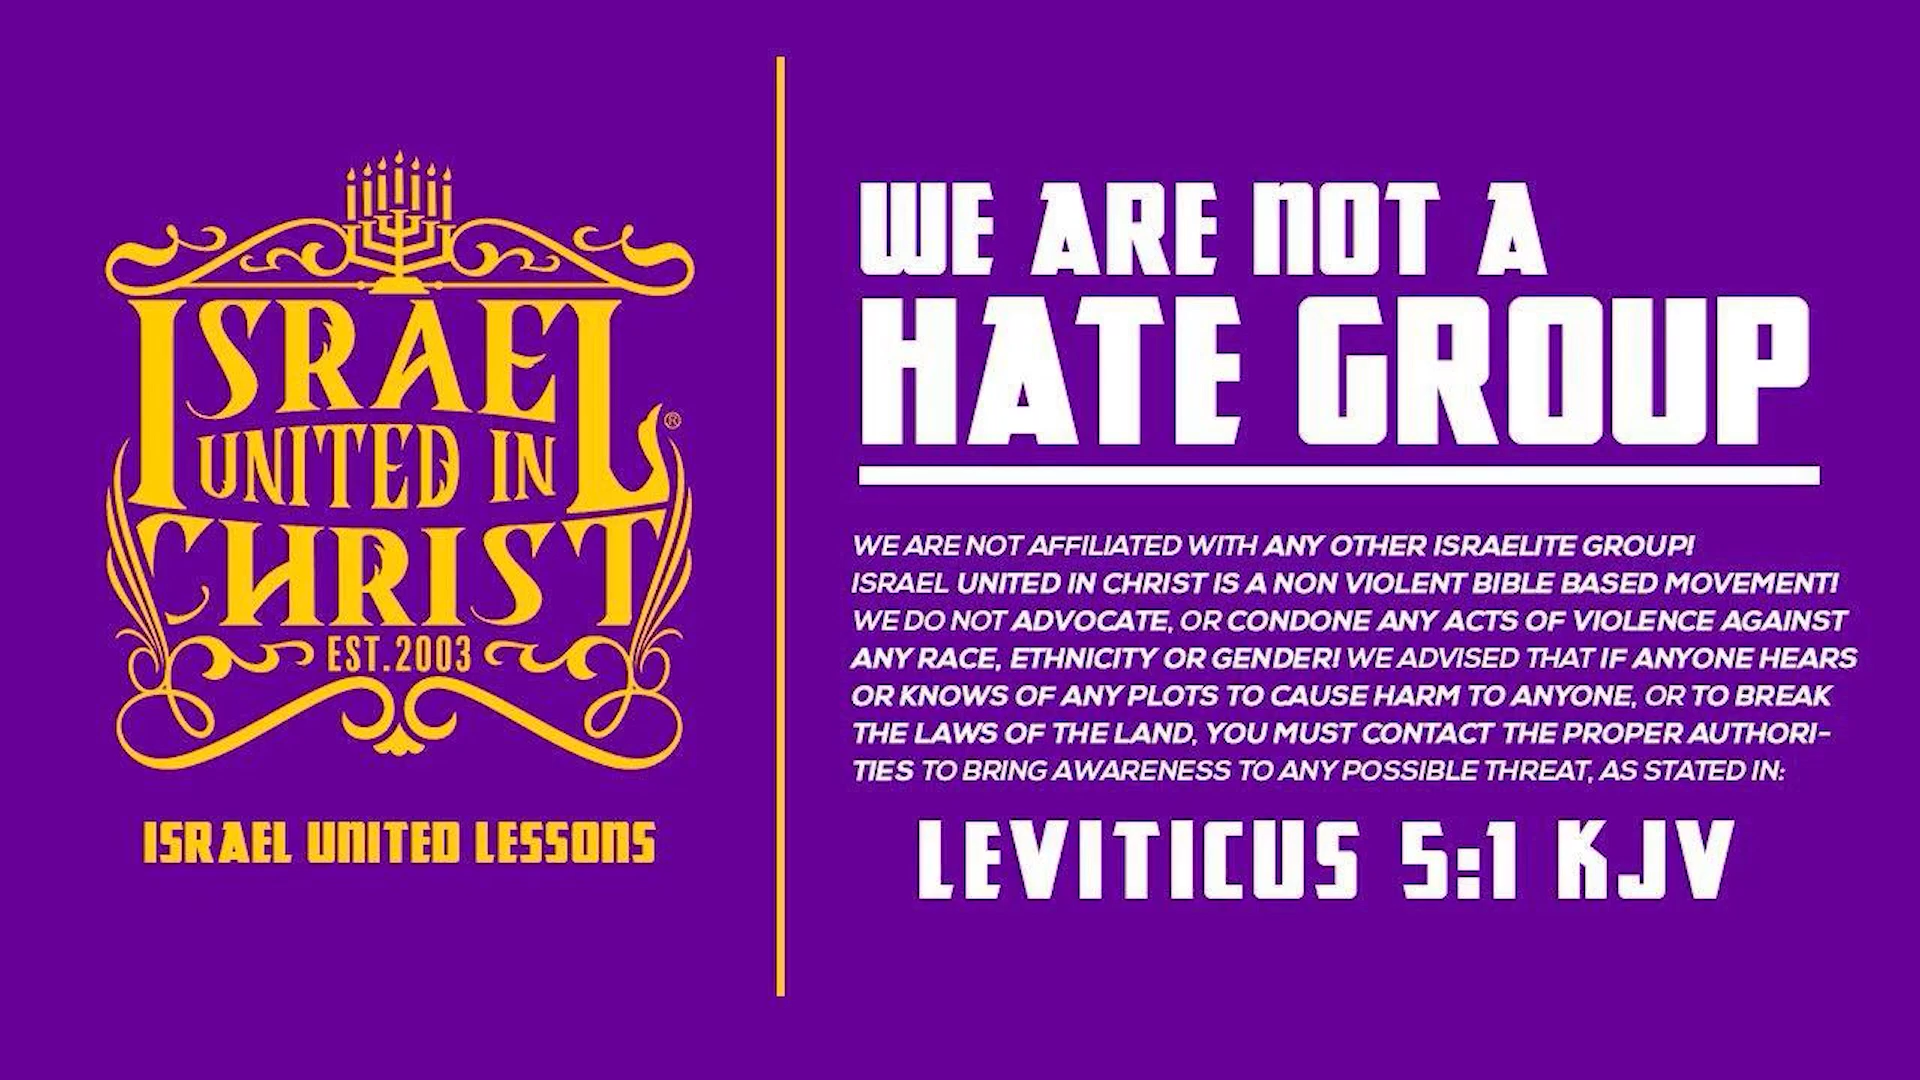 ISRAEL
UNITED IN
CHRIST
®
EST.2003
ISRAEL UNITED LESSONS
WE ARE NOT A
HATE GROUP
WE ARE NOT AFFILIATED WITH ANY OTHER ISRAELITE GROUP!
ISRAEL UNITED IN CHRIST IS A NON VIOLENT BIBLE BASED MOVEMENT!
WE DO NOT ADVOCATE, OR CONDONE ANY ACTS OF VIOLENCE AGAINST
ANY RACE, ETHNICITY OR GENDER! WE ADVISED THAT IF ANYONE HEARS
OR KNOWS OF ANY PLOTS TO CAUSE HARM TO ANYONE, OR TO BREAK
THE LAWS OF THE LAND, YOU MUST CONTACT THE PROPER AUTHORI-
TIES TO BRING AWARENESS TO ANY POSSIBLE THREAT, AS STATED IN:
LEVITICUS 5:1 KJV